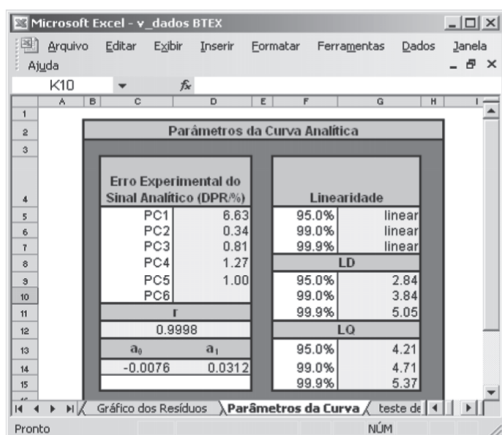 Microsoft Excel - v_dados BTEX
Arquivo Editar Exibir Inserir Formatar Ferramentas Dados Janela
Ajuda
K10 fx
A B C D E F G H I
1
2 Parâmetros da Curva Analítica
3
Erro Experimental do
4 Sinal Analítico (DPR/%) Linearidade
5 PC1 6.63 95.0% linear
6 PC2 0.34 99.0% linear
7 PC3 0.81 99.9% linear
8 PC4 1.27 LD
9 PC5 1.00 95.0% 2.84
10 PC6 99.0% 3.84
11 r 99.9% 5.05
12 0.9998 LQ
13 a₀ a₁ 95.0% 4.21
14 -0.0076 0.0312 99.0% 4.71
15 99.9% 5.37
Gráfico dos Resíduos Parâmetros da Curva teste de
Pronto NÚM